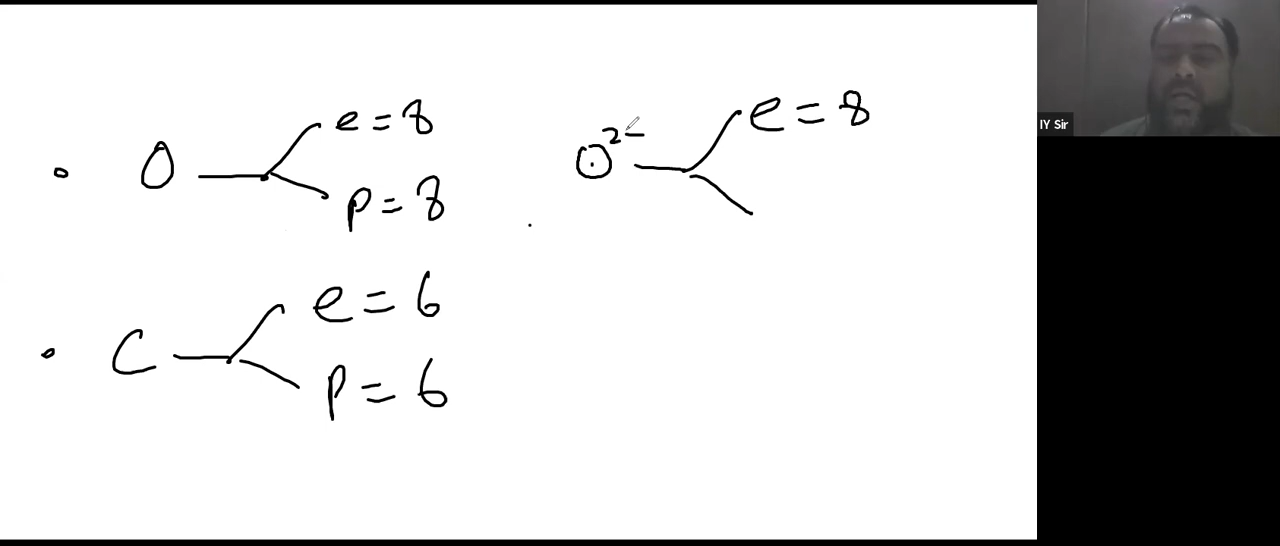 O e = 8
p = 8
O²⁻ e = 8
C e = 6
p = 6
IY Sir